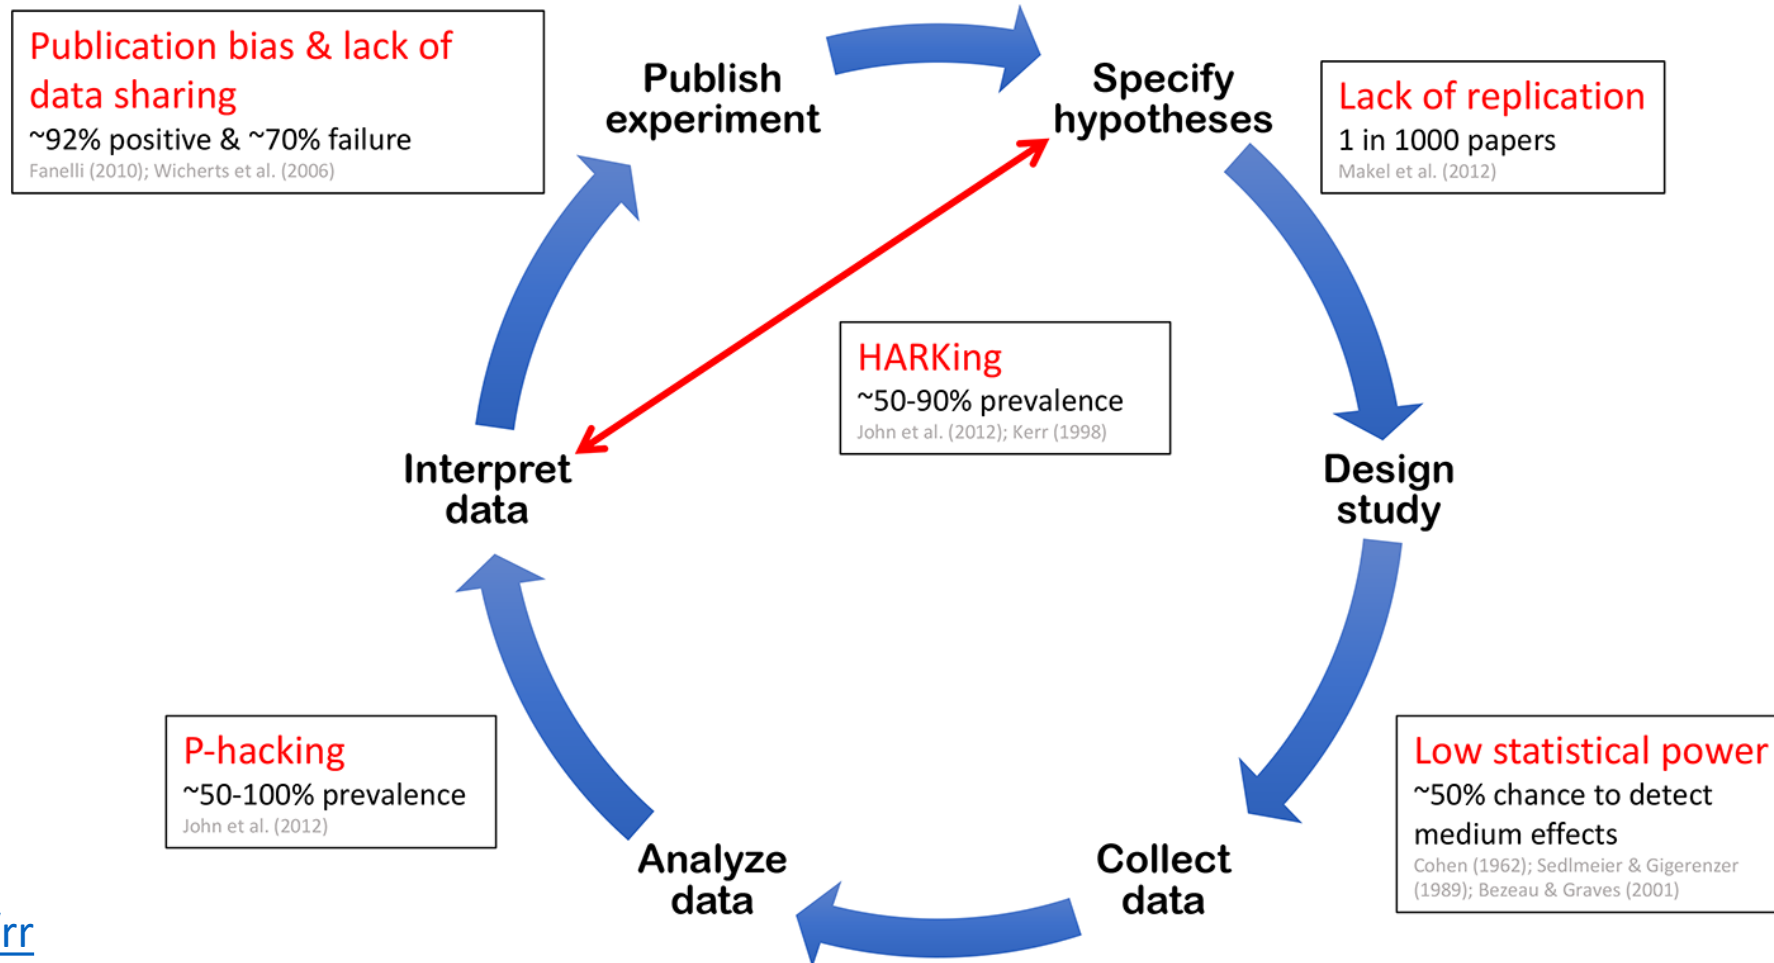 Publication bias & lack of
data sharing
~92% positive & ~70% failure
Fanelli (2010); Wicherts et al. (2006)
Publish
experiment
Specify
hypotheses
Lack of replication
1 in 1000 papers
Makel et al. (2012)
HARKing
~50-90% prevalence
John et al. (2012); Kerr (1998)
Interpret
data
Design
study
P-hacking
~50-100% prevalence
John et al. (2012)
Low statistical power
~50% chance to detect
medium effects
Cohen (1962); Sedlmeier & Gigerenzer
(1989); Bezeau & Graves (2001)
Analyze
data
Collect
data
rr